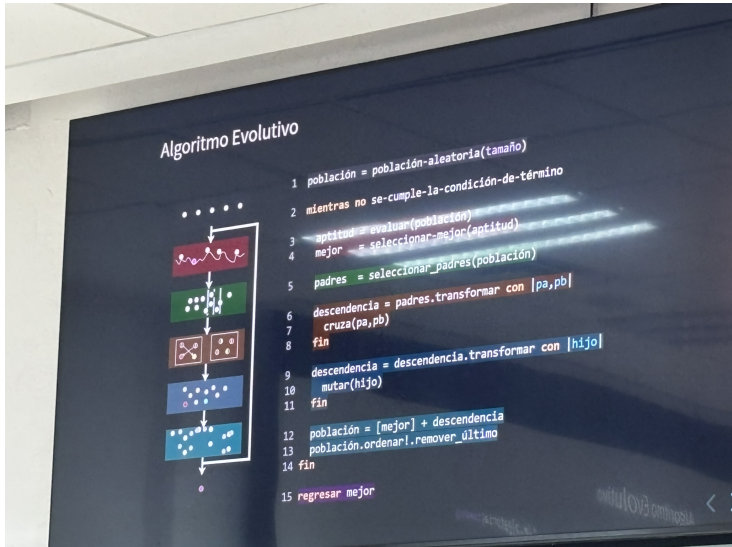 Algoritmo Evolutivo
1 población = población-aleatoria(tamaño)
2 mientras no se-cumple-la-condición-de-término
3 aptitud = evaluar(población)
4 mejor = seleccionar-mejor(aptitud)
5 padres = seleccionar_padres(población)
6 descendencia = padres.transformar con |pa,pb|
7 cruza(pa,pb)
8 fin
9 descendencia = descendencia.transformar con |hijo|
10 mutar(hijo)
11 fin
12 población = [mejor] + descendencia
13 población.ordenar!.remover_último
14 fin
15 regresar mejor